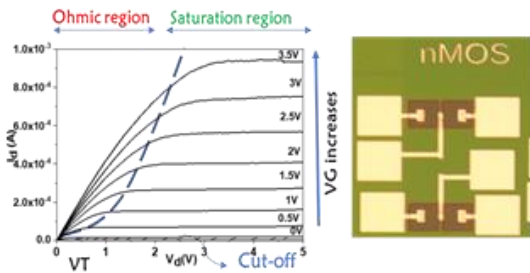 Ohmic region
Saturation region
1.0x10⁻³
8.0x10⁻⁴
6.0x10⁻⁴
4.0x10⁻⁴
2.0x10⁻⁴
0.0
I_d (A)
3.5V
3V
2.5V
2V
1.5V
1V
0.5V
0V
0
1
2
3
4
5
VT
V_d(V)
Cut-off
VG increases
nMOS